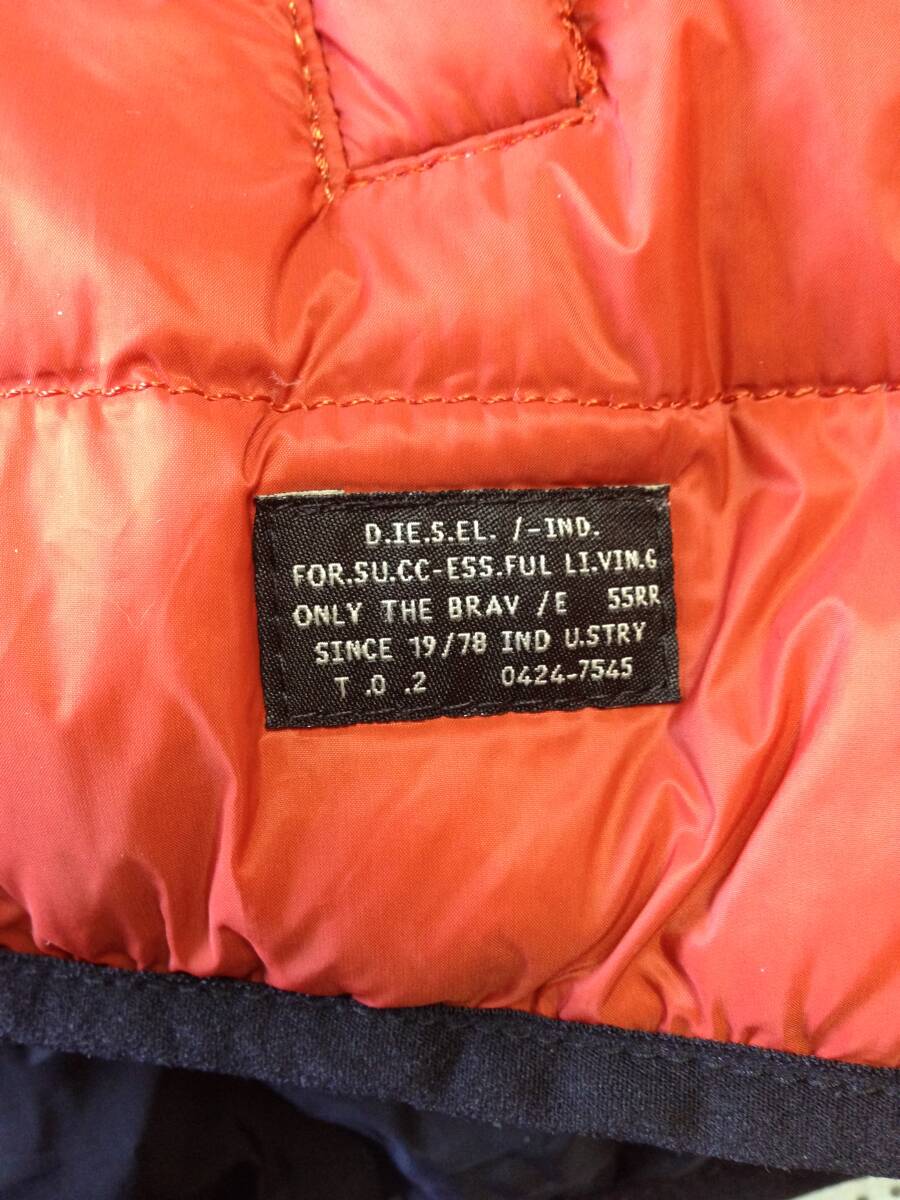 D.IE.S.EL. /-IND.
FOR.SU.CC-ESS.FUL LI.VIN.G
ONLY THE BRAV /E 55RR
SINCE 19/78 IND U.STRY
T .0 .2 0424-7545